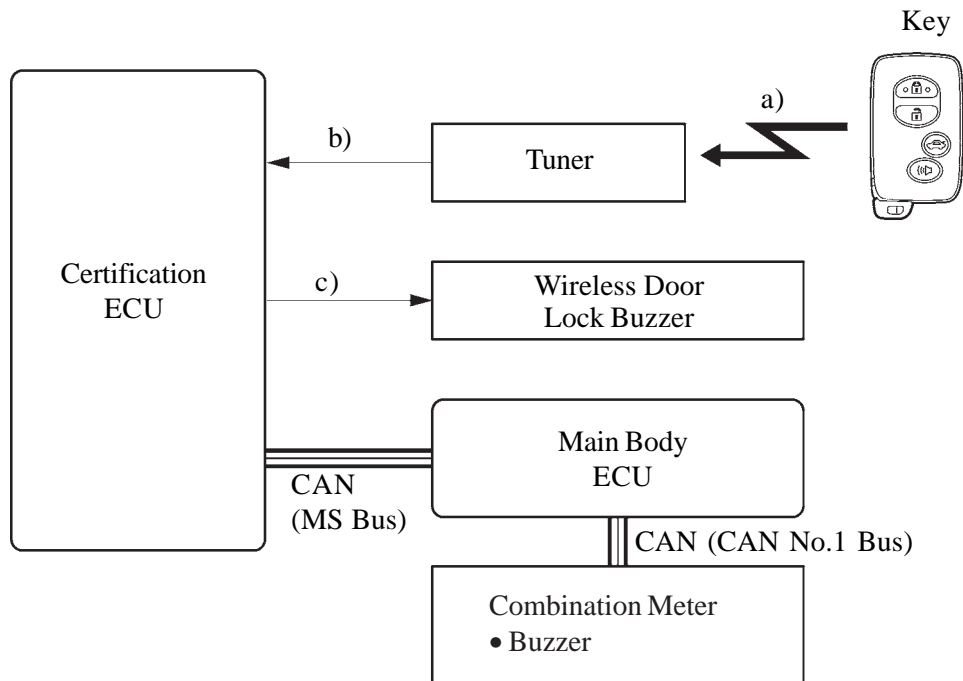 Key
a)
b)
Tuner
Certification
ECU
c)
Wireless Door
Lock Buzzer
Main Body
ECU
CAN
(MS Bus)
CAN (CAN No.1 Bus)
Combination Meter
• Buzzer